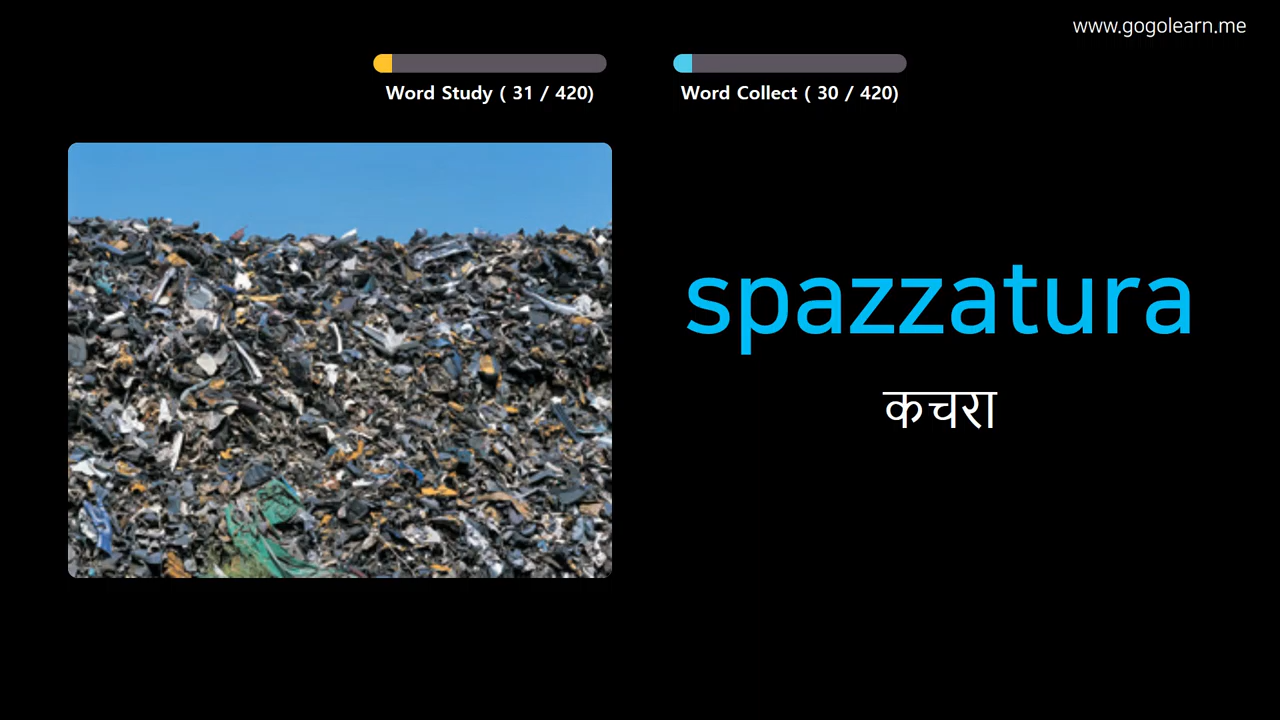 www.gogolearn.me
Word Study ( 31 / 420)
Word Collect ( 30 / 420)
spazzatura
कचरा